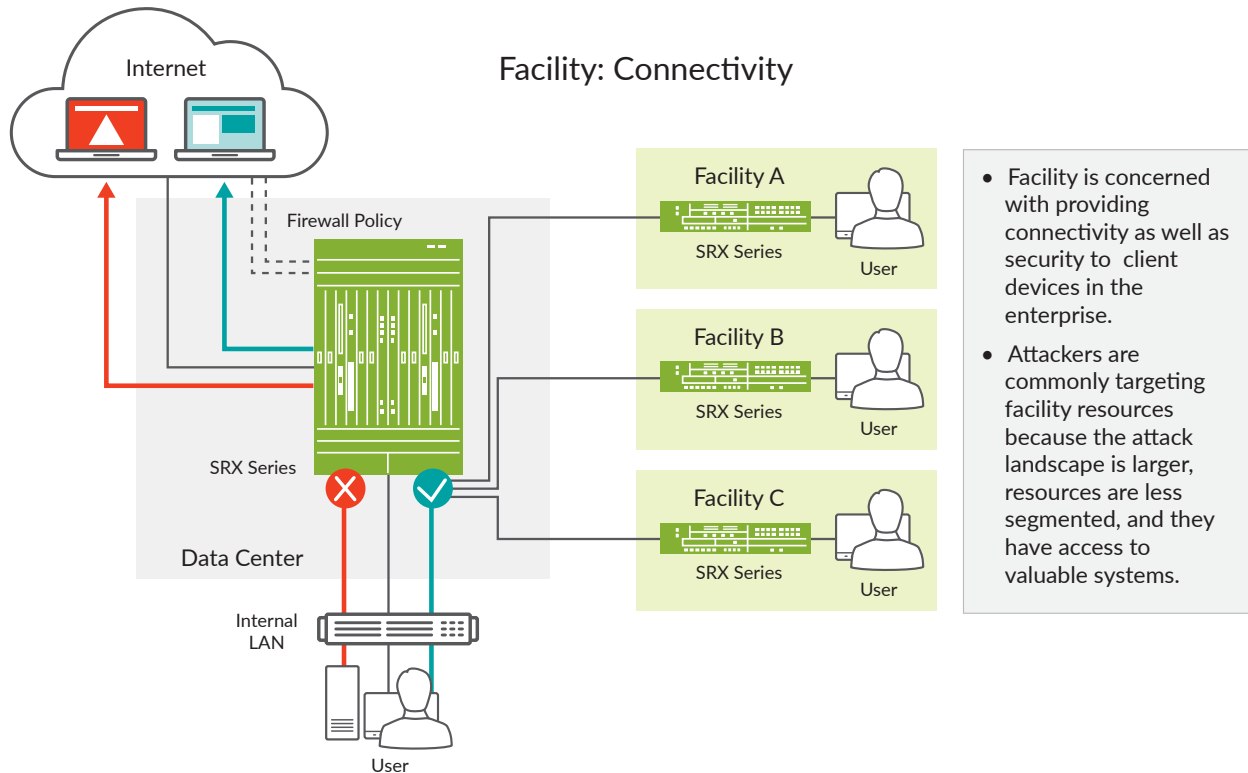 Facility: Connectivity
Internet
Firewall Policy
SRX Series
Data Center
Internal
LAN
User
Facility A
SRX Series
User
Facility B
SRX Series
User
Facility C
SRX Series
User
• Facility is concerned
with providing
connectivity as well as
security to client
devices in the
enterprise.
• Attackers are
commonly targeting
facility resources
because the attack
landscape is larger,
resources are less
segmented, and they
have access to
valuable systems.